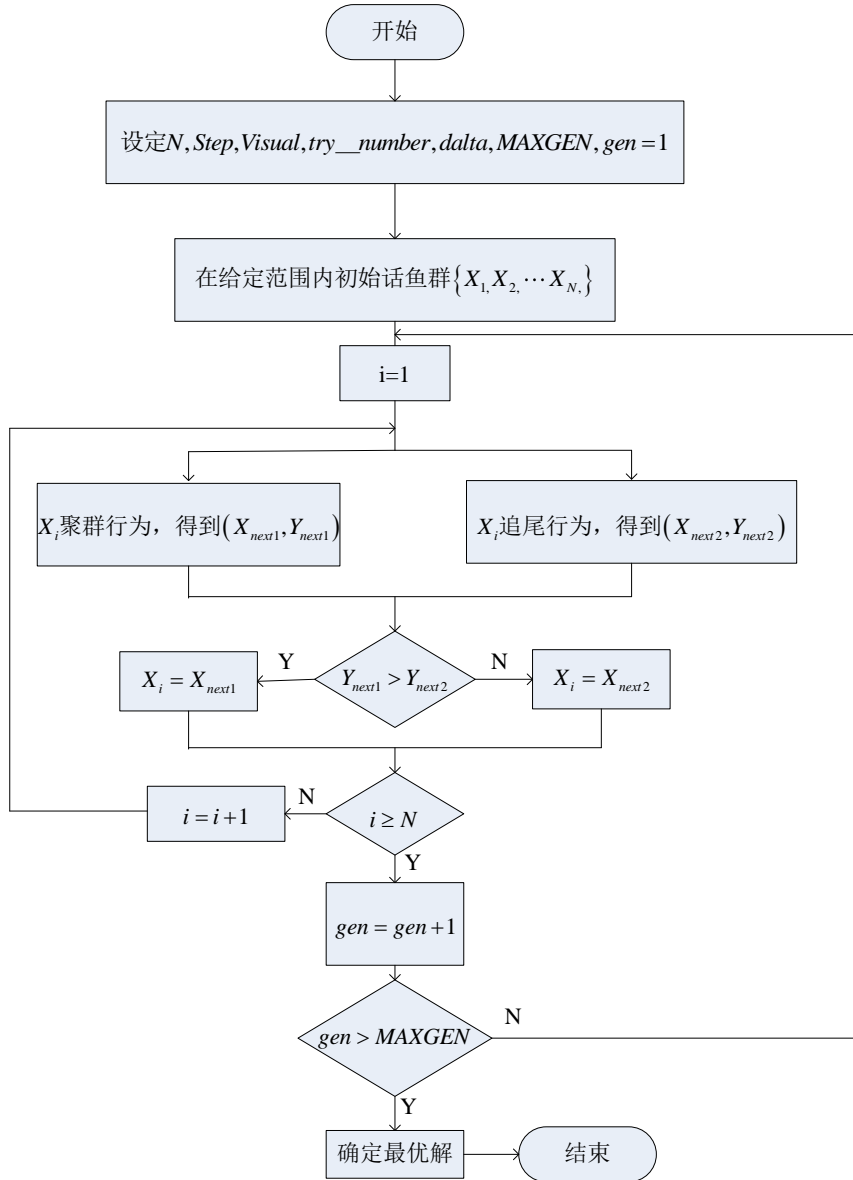 开始
设定N,Step,Visual,try__number,dalta,MAXGEN,gen=1
在给定范围内初始话鱼群{X1,X2,⋯XN,}
i=1
Xi聚群行为，得到(Xnext1,Ynext1)
Xi追尾行为，得到(Xnext2,Ynext2)
Y
N
Xi=Xnext1
Ynext1>Ynext2
Xi=Xnext2
N
i=i+1
i≥N
Y
gen=gen+1
N
gen>MAXGEN
Y
确定最优解
结束